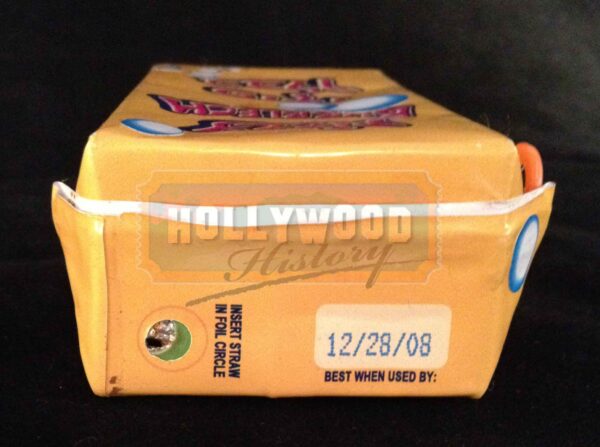 HOLLYWOOD
History
INSERT STRAW
IN FOIL CIRCLE
12/28/08
BEST WHEN USED BY: